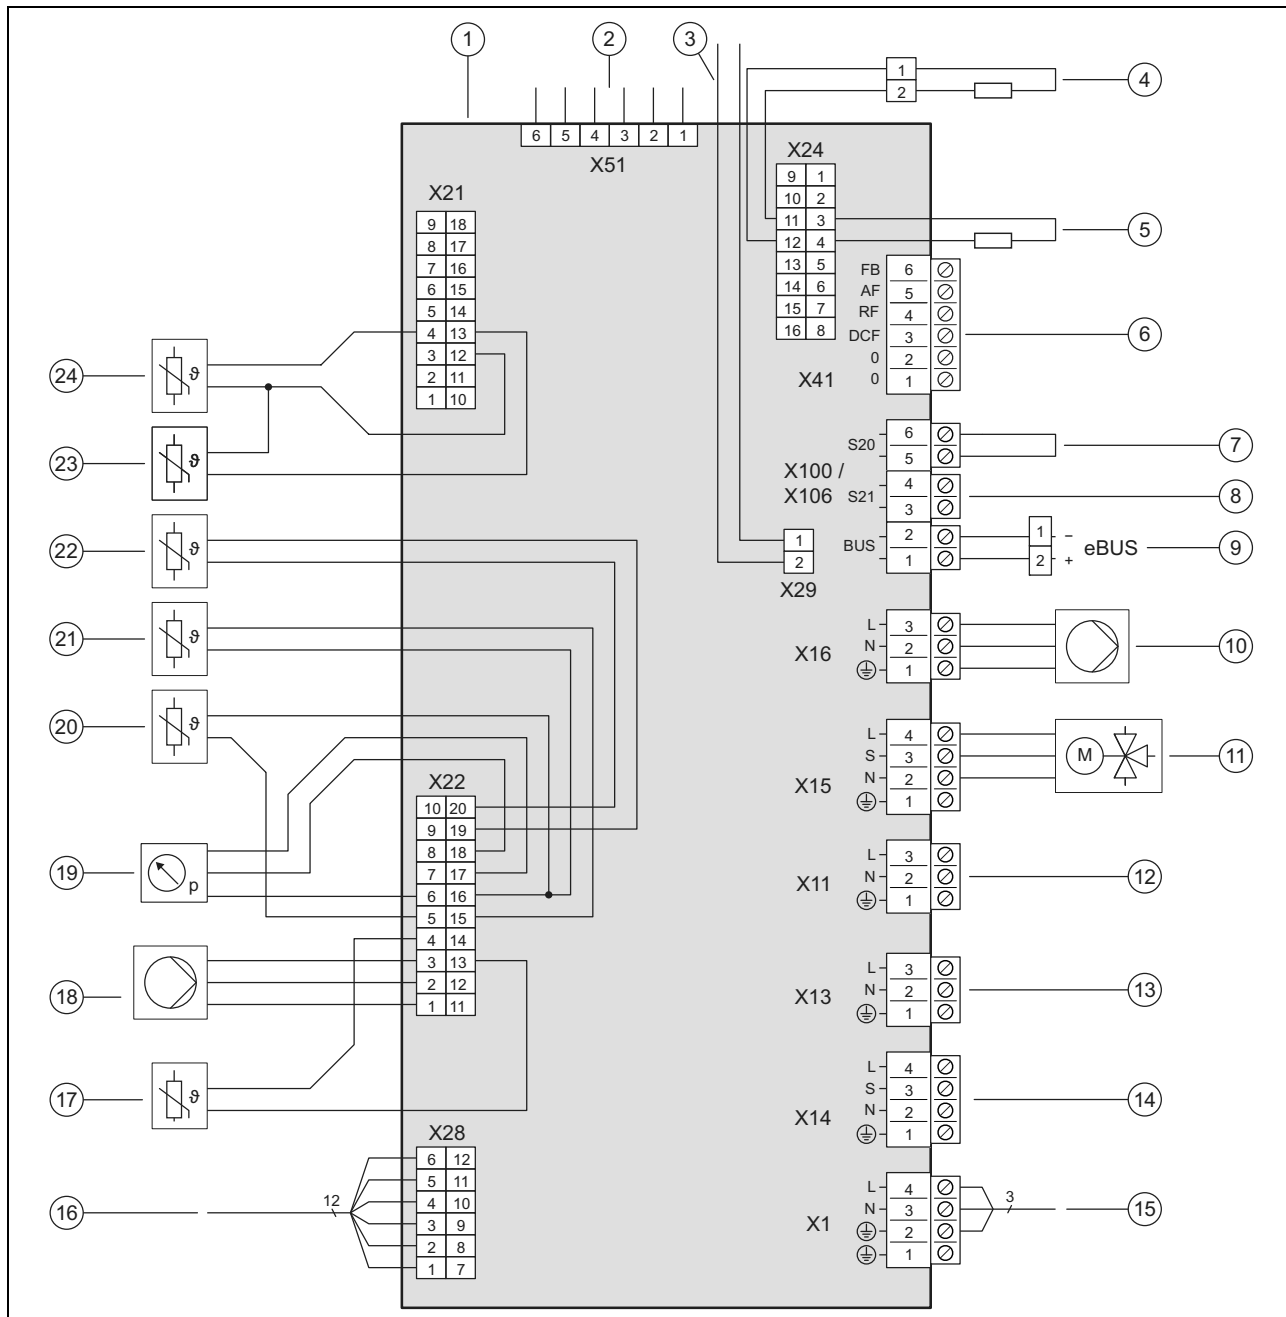 1
2
3
4
5
6
7
8
9
10
11
12
13
14
15
16
17
18
19
20
21
22
23
24
6 5 4 3 2 1
X51
1
2
X24
9 1
10 2
11 3
12 4
13 5
14 6
15 7
16 8
X21
9 18
8 17
7 16
6 15
5 14
4 13
3 12
2 11
1 10
FB 6
AF 5
RF 4
DCF 3
0 2
0 1
X41
S20
6
5
X100 /
X106
S21
4
3
BUS
2
1
1 −
2 +
eBUS
1
2
X29
L 3
N 2
1
X16
L 4
S 3
N 2
1
X15
M
L 3
N 2
1
X11
L 3
N 2
1
X13
L 4
S 3
N 2
1
X14
L 4
N 3
2
1
X1
3
ϑ
ϑ
ϑ
ϑ
ϑ
p
ϑ
X22
10 20
9 19
8 18
7 17
6 16
5 15
4 14
3 13
2 12
1 11
X28
6 12
5 11
4 10
3 9
2 8
1 7
12